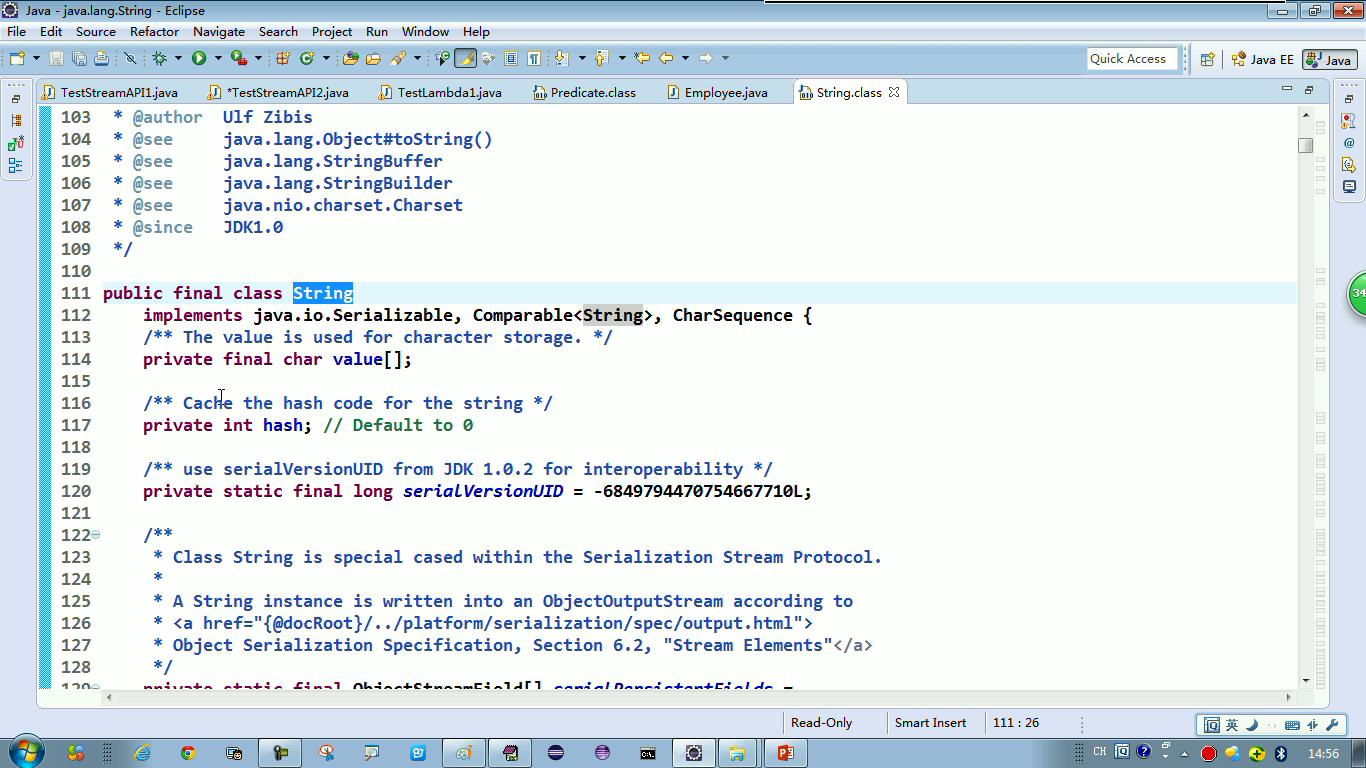 Java - java.lang.String - Eclipse
File Edit Source Refactor Navigate Search Project Run Window Help
Quick Access Java EE Java
TestStreamAPI1.java *TestStreamAPI2.java TestLambda1.java Predicate.class Employee.java String.class
103 * @author Ulf Zibis
104 * @see java.lang.Object#toString()
105 * @see java.lang.StringBuffer
106 * @see java.lang.StringBuilder
107 * @see java.nio.charset.Charset
108 * @since JDK1.0
109 */
110
111 public final class String
112 implements java.io.Serializable, Comparable<String>, CharSequence {
113 /** The value is used for character storage. */
114 private final char value[];
115
116 /** Cache the hash code for the string */
117 private int hash; // Default to 0
118
119 /** use serialVersionUID from JDK 1.0.2 for interoperability */
120 private static final long serialVersionUID = -6849794470754667710L;
121
122 /**
123 * Class String is special cased within the Serialization Stream Protocol.
124 *
125 * A String instance is written into an ObjectOutputStream according to
126 * <a href="{@docRoot}/../platform/serialization/spec/output.html">
127 * Object Serialization Specification, Section 6.2, "Stream Elements"</a>
128 */
129 private static final ObjectStreamField[] serialPersistentFields =
34
Read-Only Smart Insert 111 : 26
英
CH 14:56